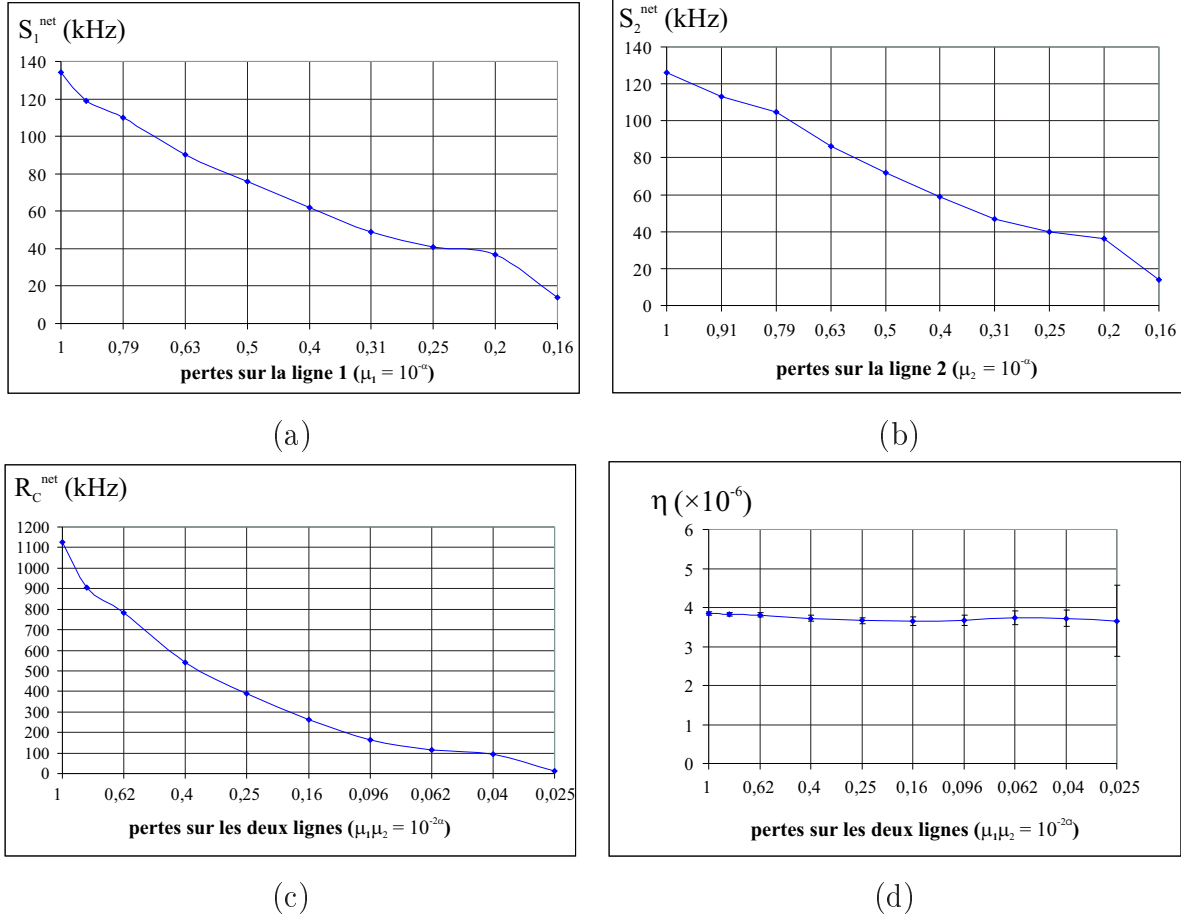 S₁ⁿᵉᵗ (kHz)
140
120
100
80
60
40
20
0
1 0,79 0,63 0,5 0,4 0,31 0,25 0,2 0,16
pertes sur la ligne 1 (μ₁ = 10⁻ᵅ)
(a)
S₂ⁿᵉᵗ (kHz)
140
120
100
80
60
40
20
0
1 0,91 0,79 0,63 0,5 0,4 0,31 0,25 0,2 0,16
pertes sur la ligne 2 (μ₂ = 10⁻ᵅ)
(b)
R_Cⁿᵉᵗ (kHz)
1200
1100
1000
900
800
700
600
500
400
300
200
100
0
1 0,62 0,4 0,25 0,16 0,096 0,062 0,04 0,025
pertes sur les deux lignes (μ₁μ₂ = 10⁻²ᵅ)
(c)
η (×10⁻⁶)
6
5
4
3
2
1
0
1 0,62 0,4 0,25 0,16 0,096 0,062 0,04 0,025
pertes sur les deux lignes (μ₁μ₂ = 10⁻²¤)
(d)